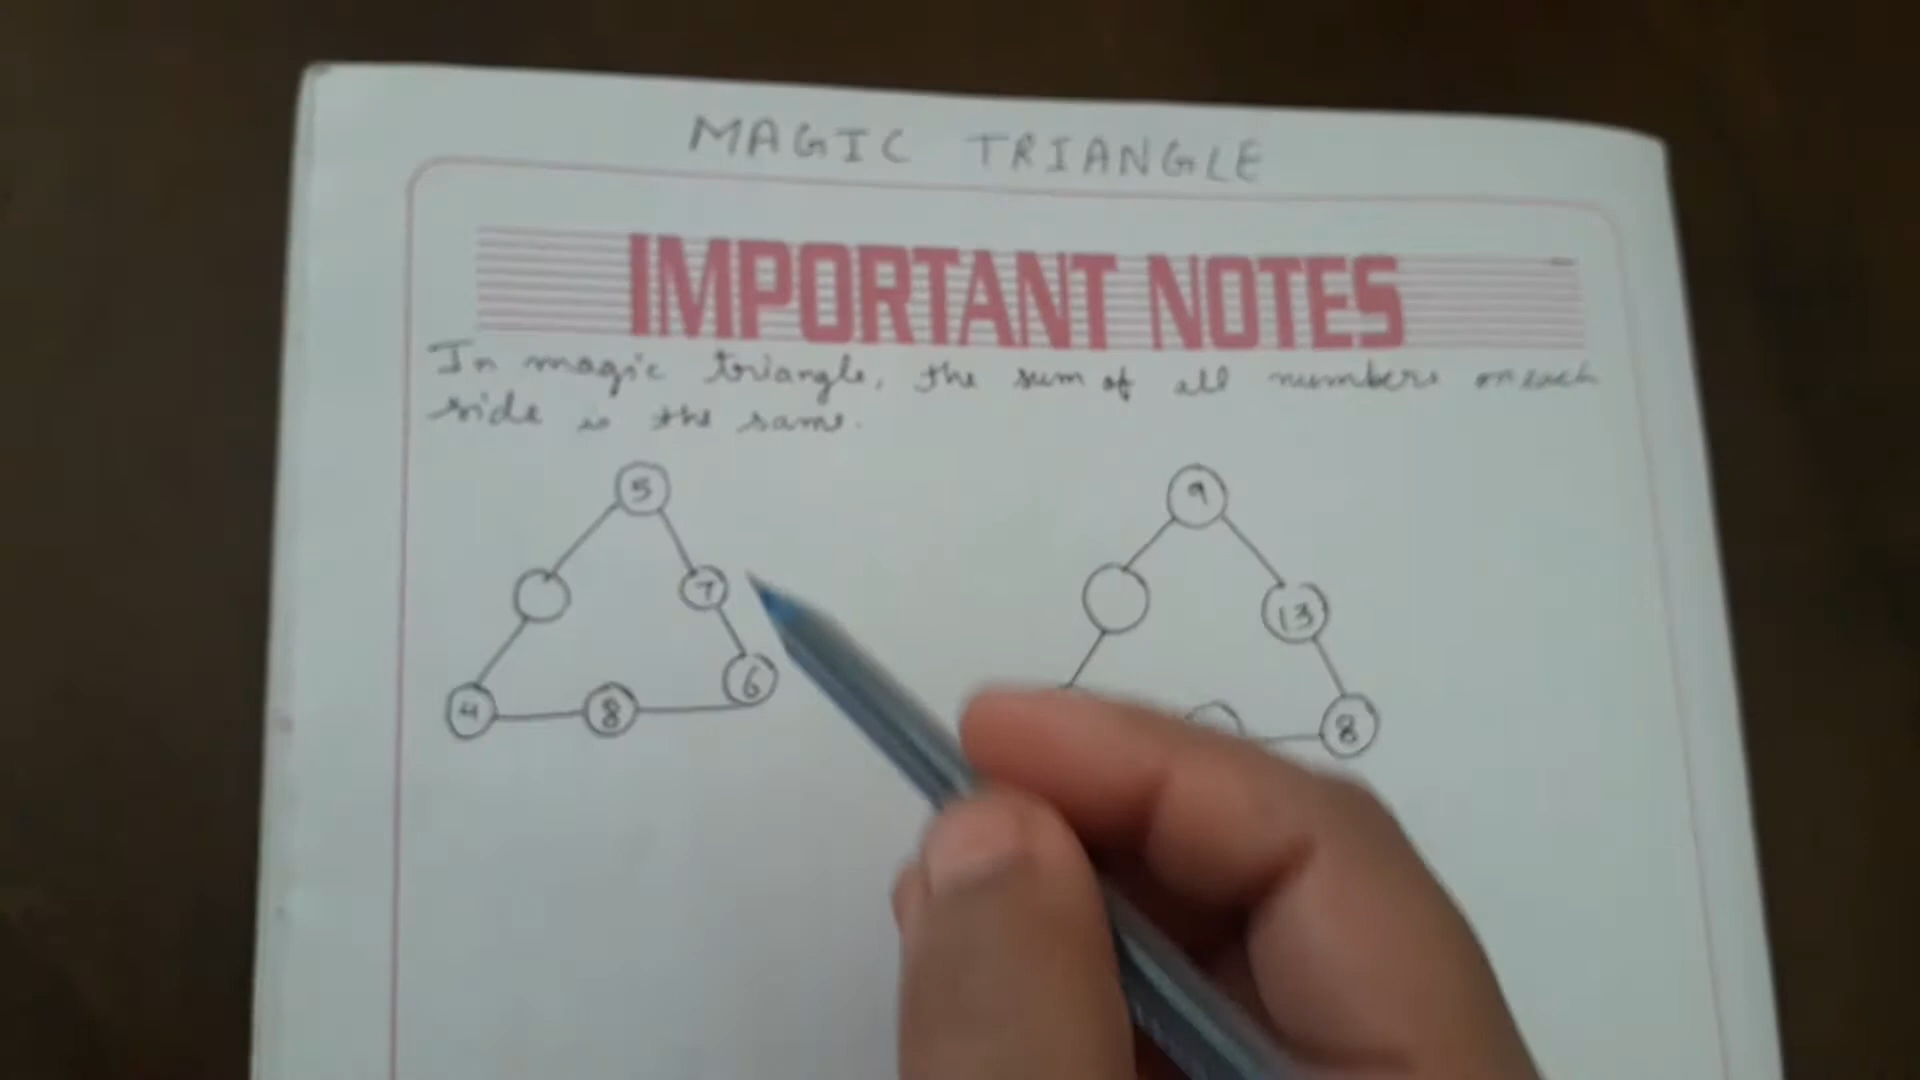 MAGIC TRIANGLE
IMPORTANT NOTES
In magic triangle, the sum of all numbers on each
side is the same.
5
9
7
13
4
8
6
8